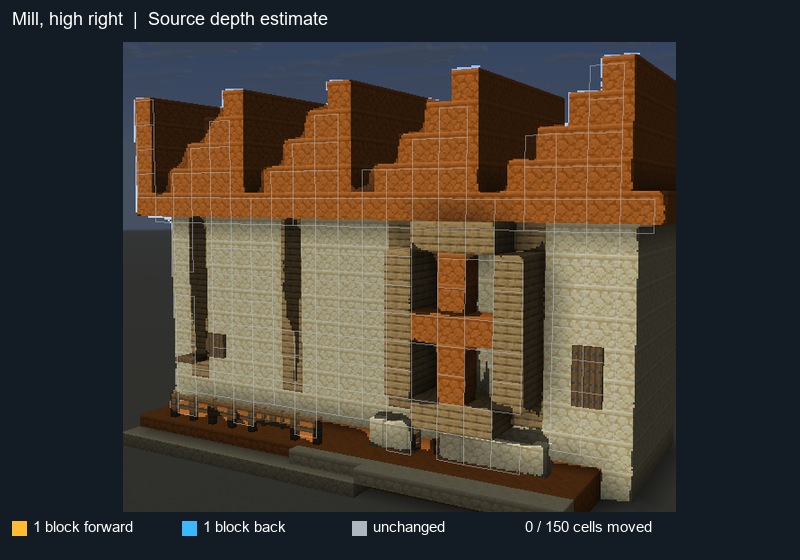 Mill, high right | Source depth estimate
1 block forward
1 block back
unchanged
0 / 150 cells moved